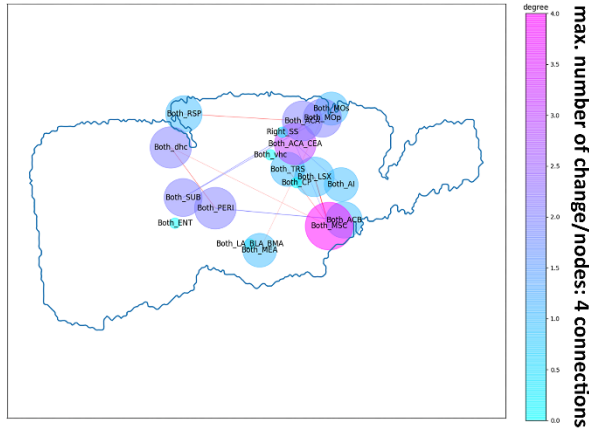 degree
4.0
3.5
3.0
2.5
2.0
1.5
1.0
0.5
0.0
max. number of change/nodes: 4 connections
Both_MOs
Both_RSP
Both_MOp
Both_ACA
Right_SS
Both_ACA_CEA
Both_dhc
Both_vhc
Both_TRS
Both_LSX
Both_CP
Both_AI
Both_SUB
Both_PERI
Both_ENT
Both_ACB
Both_MSC
Both_LA_BLA_BMA
Both_MEA